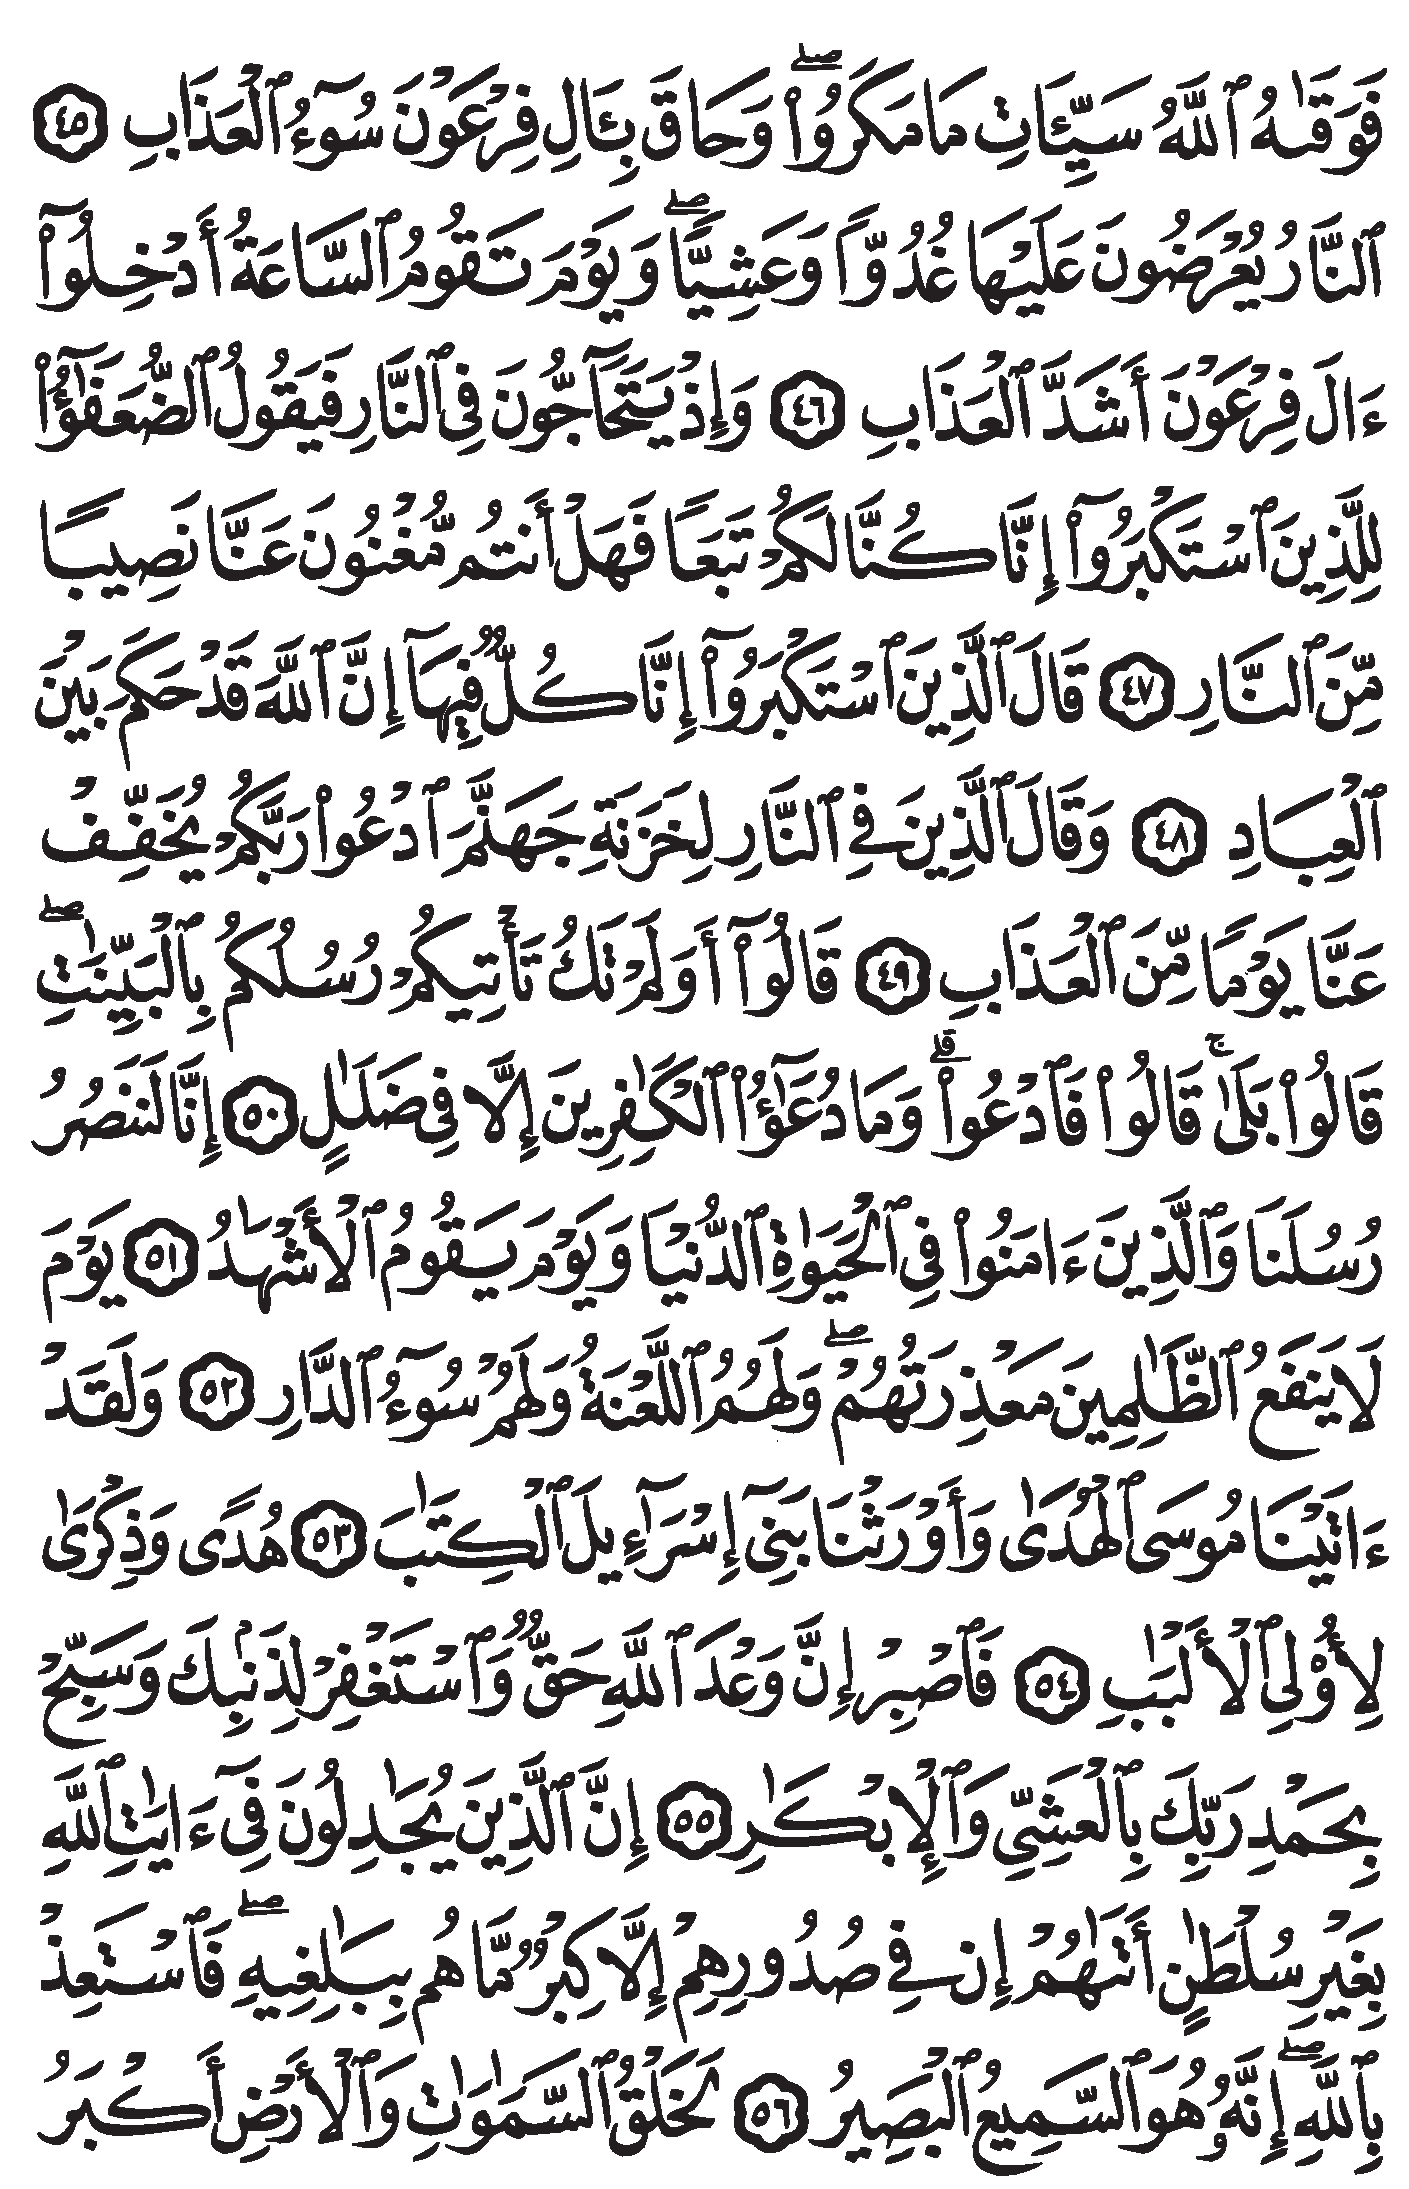 فَوَقَىٰهُ ٱللَّهُ سَيِّـَٔاتِ مَا مَكَرُوا۟ۖ وَحَاقَ بِـَٔالِ فِرْعَوْنَ سُوٓءُ ٱلْعَذَابِ ٤٥
ٱلنَّارُ يُعْرَضُونَ عَلَيْهَا غُدُوًّا وَعَشِيًّاۖ وَيَوْمَ تَقُومُ ٱلسَّاعَةُ أَدْخِلُوٓا۟
ءَالَ فِرْعَوْنَ أَشَدَّ ٱلْعَذَابِ ٤٦ وَإِذْ يَتَحَآجُّونَ فِى ٱلنَّارِ فَيَقُولُ ٱلضُّعَفَـٰٓؤُا۟
لِلَّذِينَ ٱسْتَكْبَرُوٓا۟ إِنَّا كُنَّا لَكُمْ تَبَعًا فَهَلْ أَنتُم مُّغْنُونَ عَنَّا نَصِيبًا
مِّنَ ٱلنَّارِ ٤٧ قَالَ ٱلَّذِينَ ٱسْتَكْبَرُوٓا۟ إِنَّا كُلٌّ فِيهَآ إِنَّ ٱللَّهَ قَدْ حَكَمَ بَيْنَ
ٱلْعِبَادِ ٤٨ وَقَالَ ٱلَّذِينَ فِى ٱلنَّارِ لِخَزَنَةِ جَهَنَّمَ ٱدْعُوا۟ رَبَّكُمْ يُخَفِّفْ
عَنَّا يَوْمًا مِّنَ ٱلْعَذَابِ ٤٩ قَالُوٓا۟ أَوَلَمْ تَكُ تَأْتِيكُمْ رُسُلُكُم بِٱلْبَيِّنَـٰتِۖ
قَالُوا۟ بَلَىٰۚ قَالُوا۟ فَٱدْعُوا۟ۗ وَمَا دُعَـٰٓؤُا۟ ٱلْكَـٰفِرِينَ إِلَّا فِى ضَلَـٰلٍ ٥٠ إِنَّا لَنَنصُرُ
رُسُلَنَا وَٱلَّذِينَ ءَامَنُوا۟ فِى ٱلْحَيَوٰةِ ٱلدُّنْيَا وَيَوْمَ يَقُومُ ٱلْأَشْهَـٰدُ ٥١ يَوْمَ
لَا يَنفَعُ ٱلظَّـٰلِمِينَ مَعْذِرَتُهُمْۖ وَلَهُمُ ٱللَّعْنَةُ وَلَهُمْ سُوٓءُ ٱلدَّارِ ٥٢ وَلَقَدْ
ءَاتَيْنَا مُوسَى ٱلْهُدَىٰ وَأَوْرَثْنَا بَنِىٓ إِسْرَٰٓءِيلَ ٱلْكِتَـٰبَ ٥٣ هُدًى وَذِكْرَىٰ
لِأُو۟لِى ٱلْأَلْبَـٰبِ ٥٤ فَٱصْبِرْ إِنَّ وَعْدَ ٱللَّهِ حَقٌّ وَٱسْتَغْفِرْ لِذَنۢبِكَ وَسَبِّحْ
بِحَمْدِ رَبِّكَ بِٱلْعَشِىِّ وَٱلْإِبْكَـٰرِ ٥٥ إِنَّ ٱلَّذِينَ يُجَـٰدِلُونَ فِىٓ ءَايَـٰتِ ٱللَّهِ
بِغَيْرِ سُلْطَـٰنٍ أَتَىٰهُمْ إِن فِى صُدُورِهِمْ إِلَّا كِبْرٌ مَّا هُم بِبَـٰلِغِيهِۖ فَٱسْتَعِذْ
بِٱللَّهِۖ إِنَّهُۥ هُوَ ٱلسَّمِيعُ ٱلْبَصِيرُ ٥٦ لَخَلْقُ ٱلسَّمَـٰوَٰتِ وَٱلْأَرْضِ أَكْبَرُ